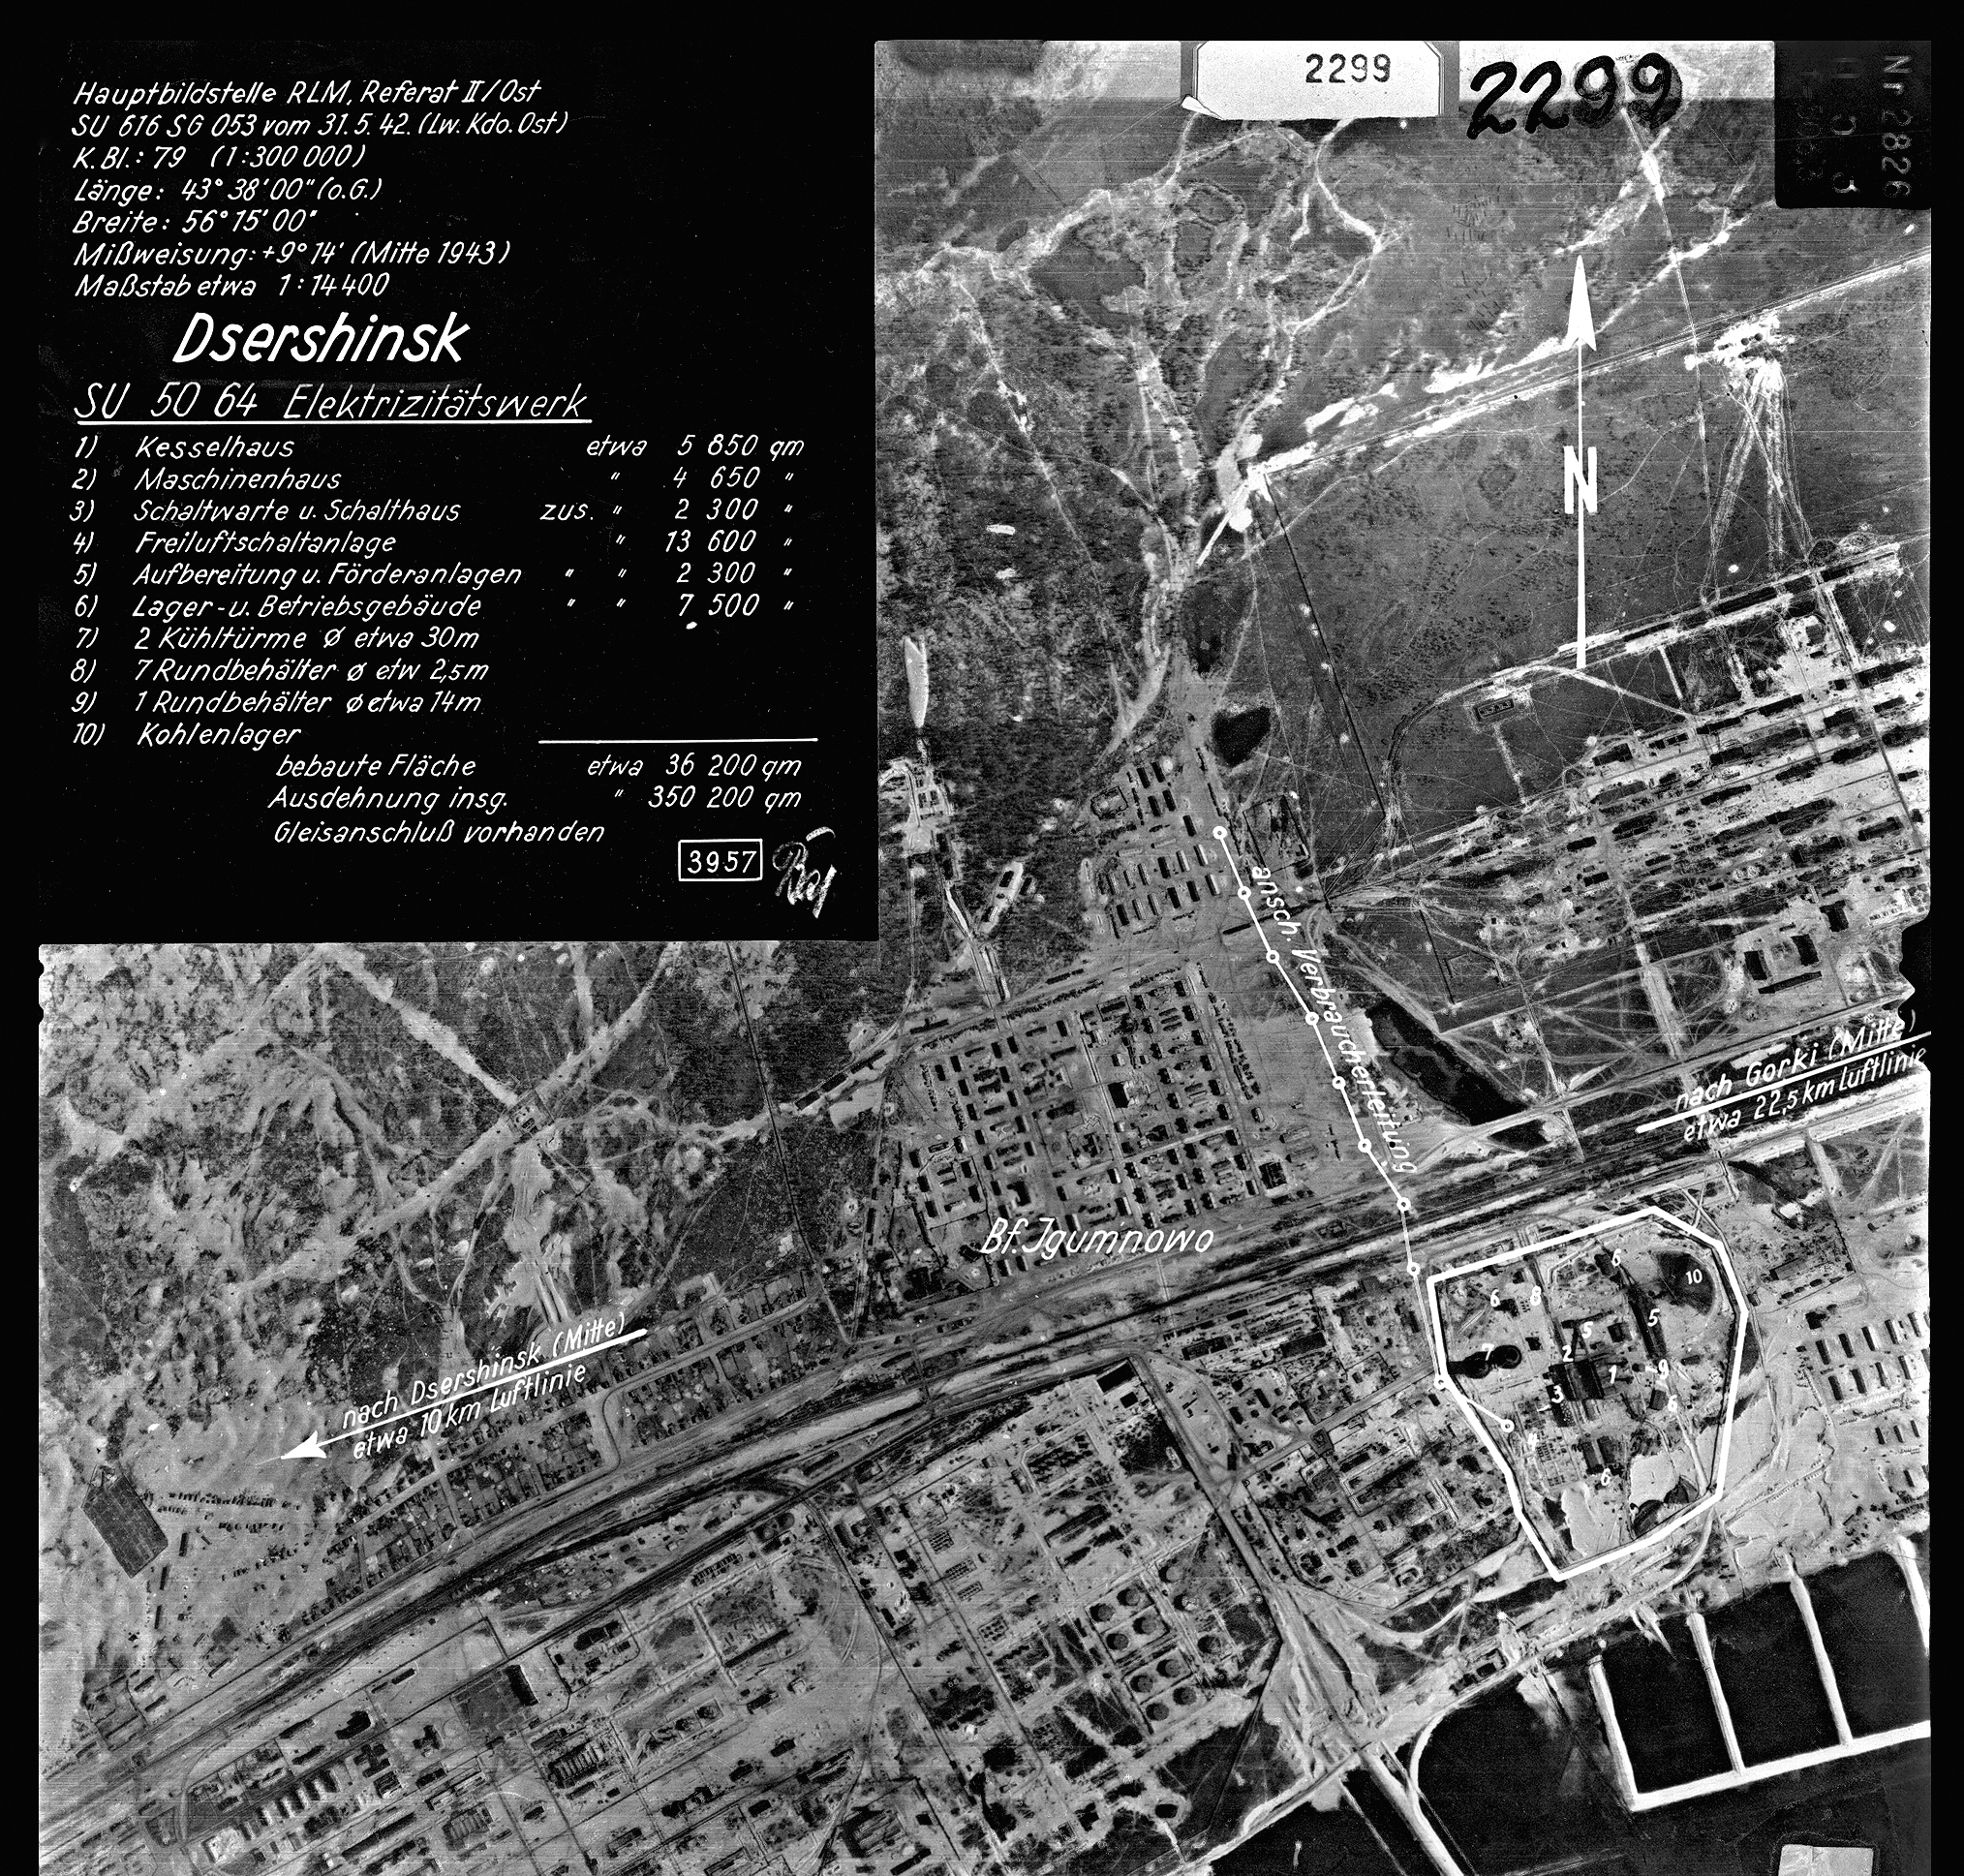 Hauptbildstelle RLM, Referat II/Ost
SU 616 SG 053 vom 31.5.42. (Lw. Kdo. Ost)
K. Bl.: 79 (1:300 000)
Länge: 43° 38' 00" (o.G.)
Breite: 56° 15' 00"
Mißweisung: +9° 14' (Mitte 1943)
Maßstab etwa 1:14 400
Dsershinsk
SU 50 64 Elektrizitätswerk
1) Kesselhaus etwa 5 850 qm
2) Maschinenhaus " 4 650 "
3) Schaltwarte u. Schalthaus zus. " 2 300 "
4) Freiluftschaltanlage " 13 600 "
5) Aufbereitung u. Förderanlagen " " 2 300 "
6) Lager- u. Betriebsgebäude " " 7 500 "
7) 2 Kühltürme ø etwa 30 m
8) 7 Rundbehälter ø etw 2,5 m
9) 1 Rundbehälter ø etwa 14 m
10) Kohlenlager
bebaute Fläche etwa 36 200 qm
Ausdehnung insg. " 350 200 qm
Gleisanschluß vorhanden
3957
2299
2299
Nr 2826
N
ansch. Verbraucherleitung
nach Gorki (Mitte)
etwa 22,5 km Luftlinie
Bf. Jgumnowo
nach Dsershinsk (Mitte)
etwa 10 km Luftlinie
6
10
6
8
5
5
7
2
1
9
3
6
4
6